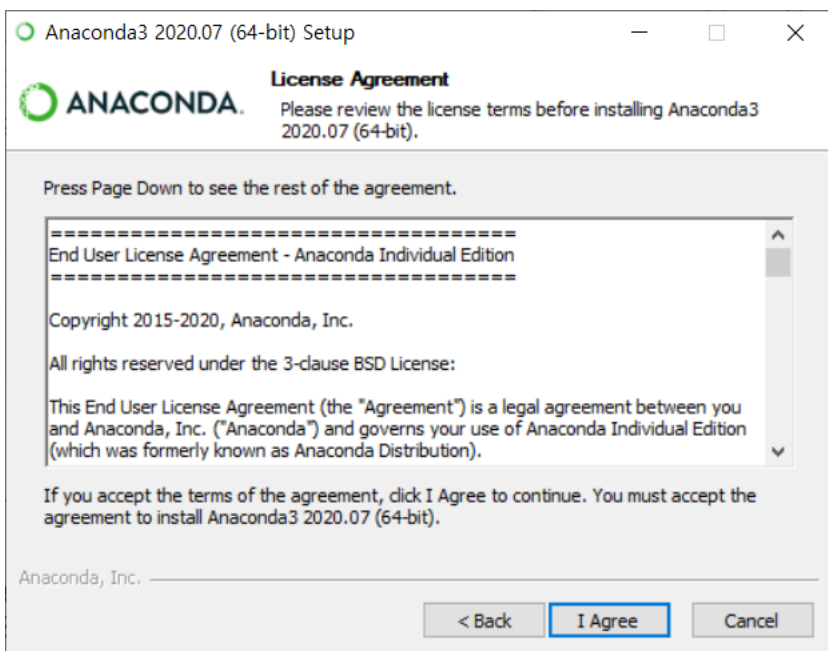 Anaconda3 2020.07 (64-bit) Setup
ANACONDA.
License Agreement
Please review the license terms before installing Anaconda3
2020.07 (64-bit).
Press Page Down to see the rest of the agreement.
===================================
End User License Agreement - Anaconda Individual Edition
===================================
Copyright 2015-2020, Anaconda, Inc.
All rights reserved under the 3-clause BSD License:
This End User License Agreement (the "Agreement") is a legal agreement between you
and Anaconda, Inc. ("Anaconda") and governs your use of Anaconda Individual Edition
(which was formerly known as Anaconda Distribution).
If you accept the terms of the agreement, click I Agree to continue. You must accept the
agreement to install Anaconda3 2020.07 (64-bit).
Anaconda, Inc.
< Back
I Agree
Cancel